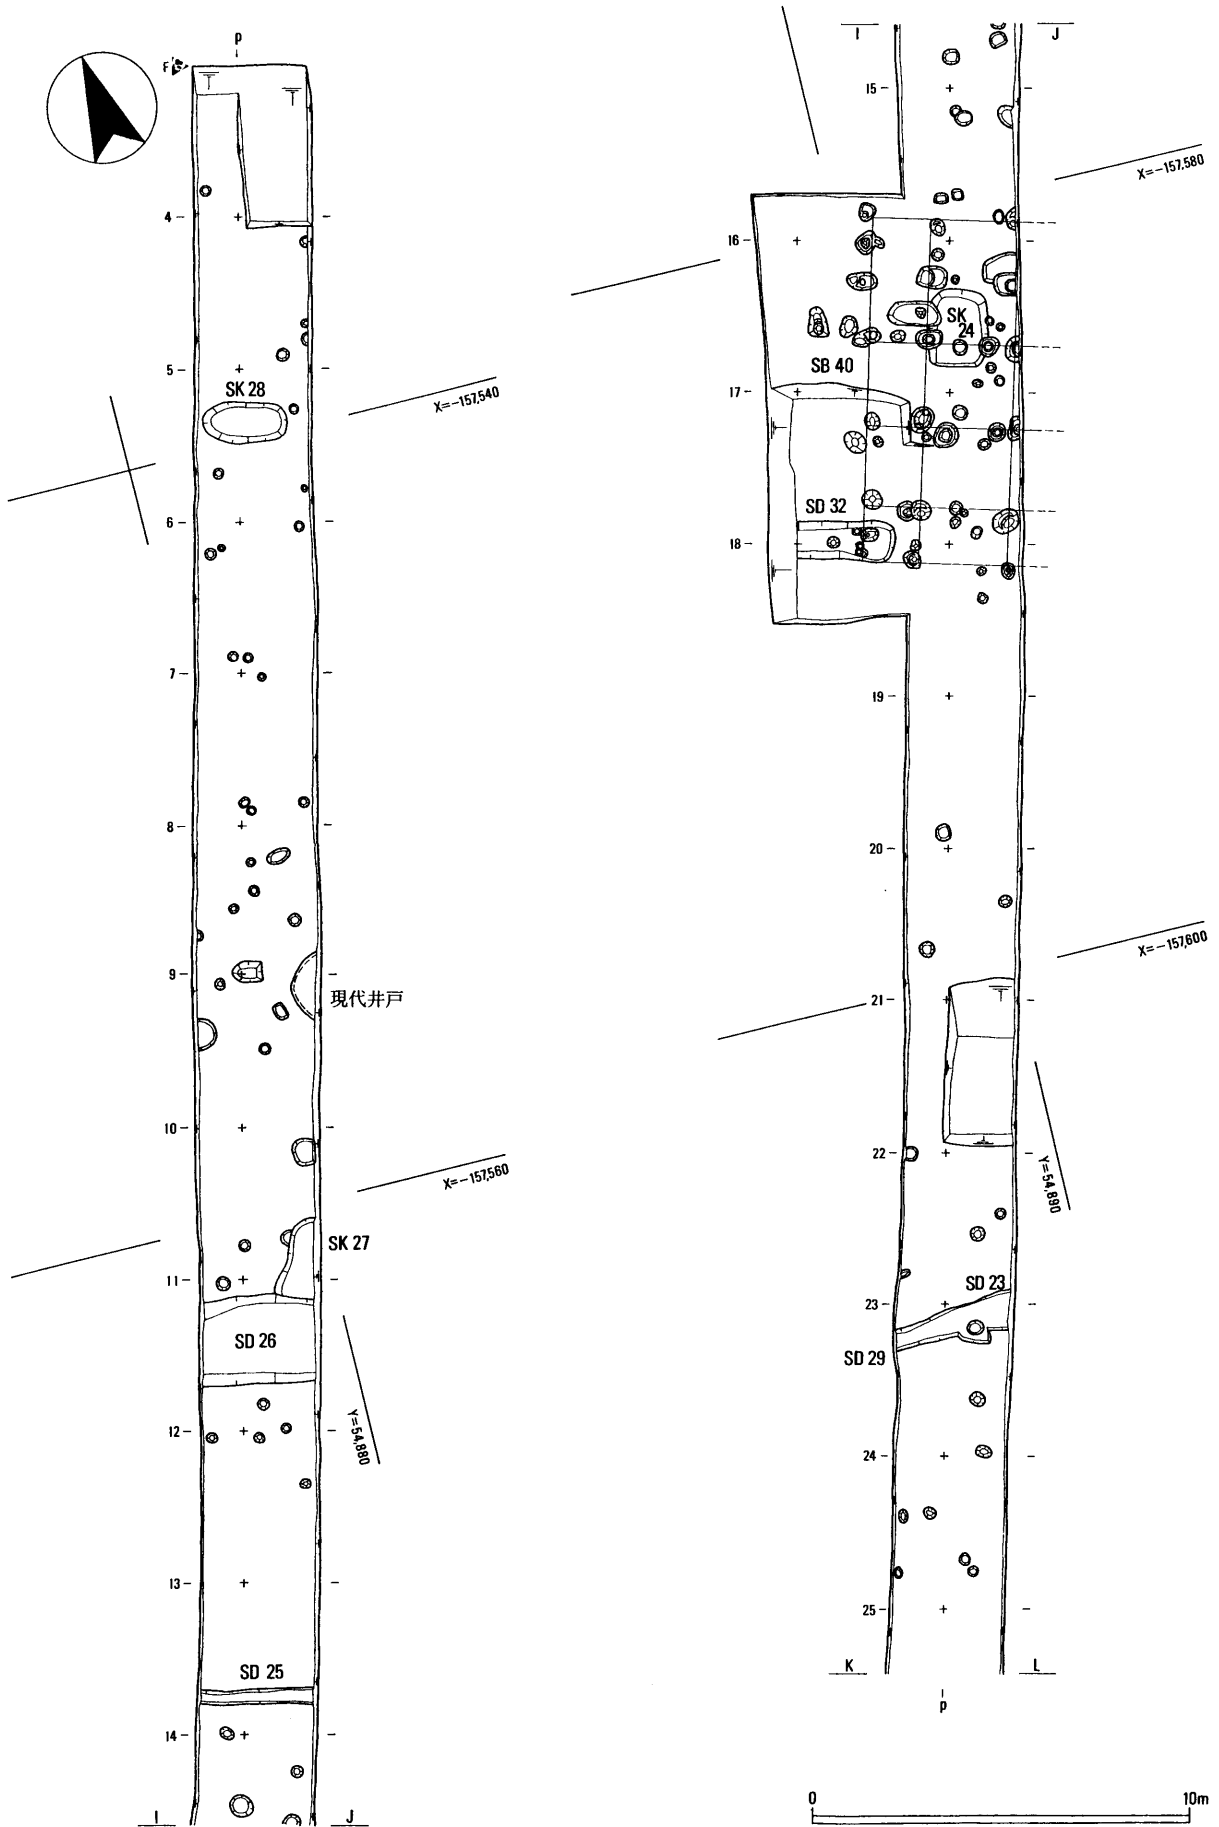 P
4
5
SK 28
X=-157,540
6
7
8
9
現代井戸
10
X=-157,560
SK 27
11
SD 26
Y=54,880
12
13
SD 25
14
I J
I J
15
X=-157,580
16
SK
24
SB 40
17
SD 32
18
19
20
X=-157,600
21
22
Y=54,890
SD 23
23
SD 29
24
25
K L
P
0 10m